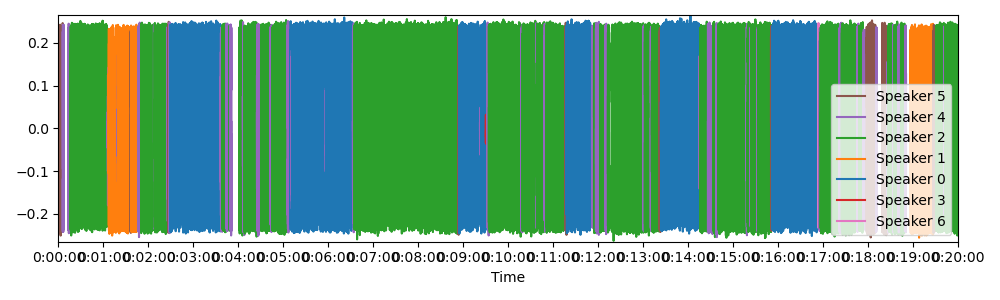 0.2
0.1
0.0
−0.1
−0.2
Speaker 5
Speaker 4
Speaker 2
Speaker 1
Speaker 0
Speaker 3
Speaker 6
0:00:00 0:01:00 0:02:00 0:03:00 0:04:00 0:05:00 0:06:00 0:07:00 0:08:00 0:09:00 0:10:00 0:11:00 0:12:00 0:13:00 0:14:00 0:15:00 0:16:00 0:17:00 0:18:00 0:19:00 0:20:00
Time